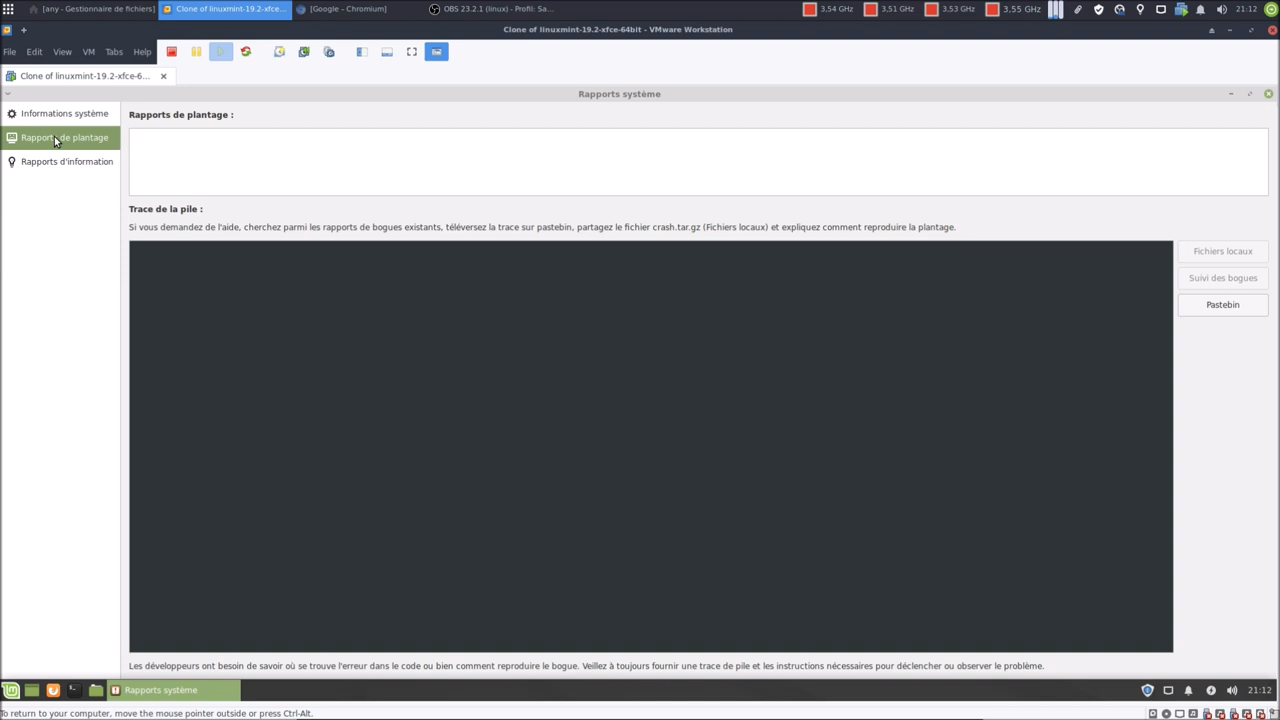 [any - Gestionnaire de fichiers]
Clone of linuxmint-19.2-xfce...
[Google - Chromium]
OBS 23.2.1 (linux) - Profil: Sa...
3,54 GHz
3,51 GHz
3,53 GHz
3,55 GHz
21:12
Clone of linuxmint-19.2-xfce-64bit - VMware Workstation
File Edit View VM Tabs Help
Clone of linuxmint-19.2-xfce-6...
Rapports système
Informations système
Rapports de plantage
Rapports d'information
Rapports de plantage :
Trace de la pile :
Si vous demandez de l'aide, cherchez parmi les rapports de bogues existants, téléversez la trace sur pastebin, partagez le fichier crash.tar.gz (Fichiers locaux) et expliquez comment reproduire la plantage.
Fichiers locaux
Suivi des bogues
Pastebin
Les développeurs ont besoin de savoir où se trouve l'erreur dans le code ou bien comment reproduire le bogue. Veillez à toujours fournir une trace de pile et les instructions nécessaires pour déclencher ou observer le problème.
Rapports système
21:12
To return to your computer, move the mouse pointer outside or press Ctrl-Alt.